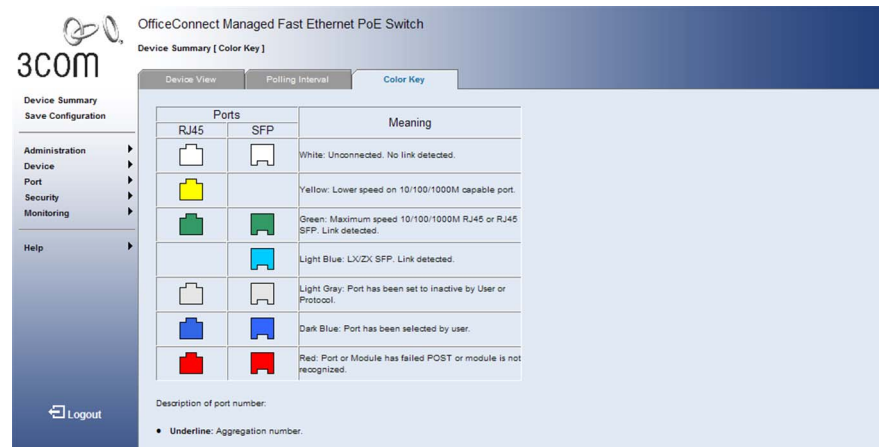 OfficeConnect Managed Fast Ethernet PoE Switch
Device Summary [ Color Key ]
3COM
Device View
Polling Interval
Color Key
Device Summary
Save Configuration
Administration
Device
Port
Security
Monitoring
Help
Logout
Ports
Meaning
RJ45
SFP
White: Unconnected. No link detected.
Yellow: Lower speed on 10/100/1000M capable port.
Green: Maximum speed 10/100/1000M RJ45 or RJ45
SFP. Link detected.
Light Blue: LX/ZX SFP. Link detected.
Light Gray: Port has been set to inactive by User or
Protocol.
Dark Blue: Port has been selected by user.
Red: Port or Module has failed POST or module is not
recognized.
Description of port number:
• Underline: Aggregation number.